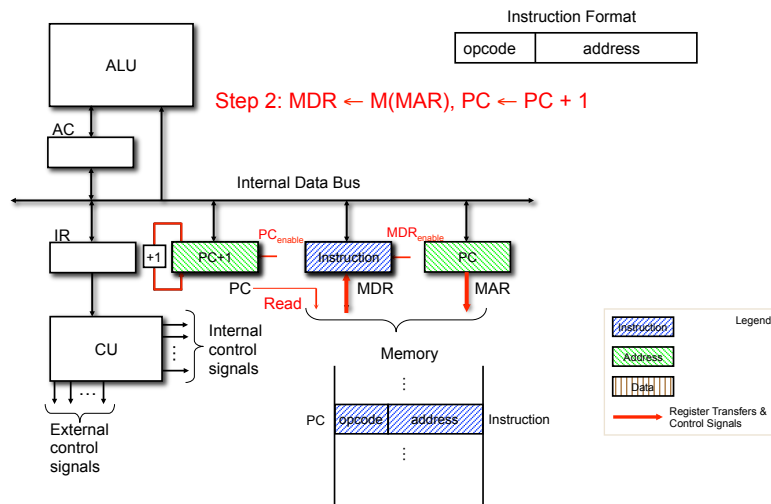 Instruction Format
opcode address
ALU
Step 2: MDR ← M(MAR), PC ← PC + 1
AC
Internal Data Bus
IR
+1
PC+1
PCenable
Instruction
MDRenable
PC
PC
Read
MDR
MAR
CU
Internal
control
signals
⋮
...
External
control
signals
Memory
⋮
PC opcode address Instruction
⋮
Legend
Instruction
Address
Data
Register Transfers &
Control Signals